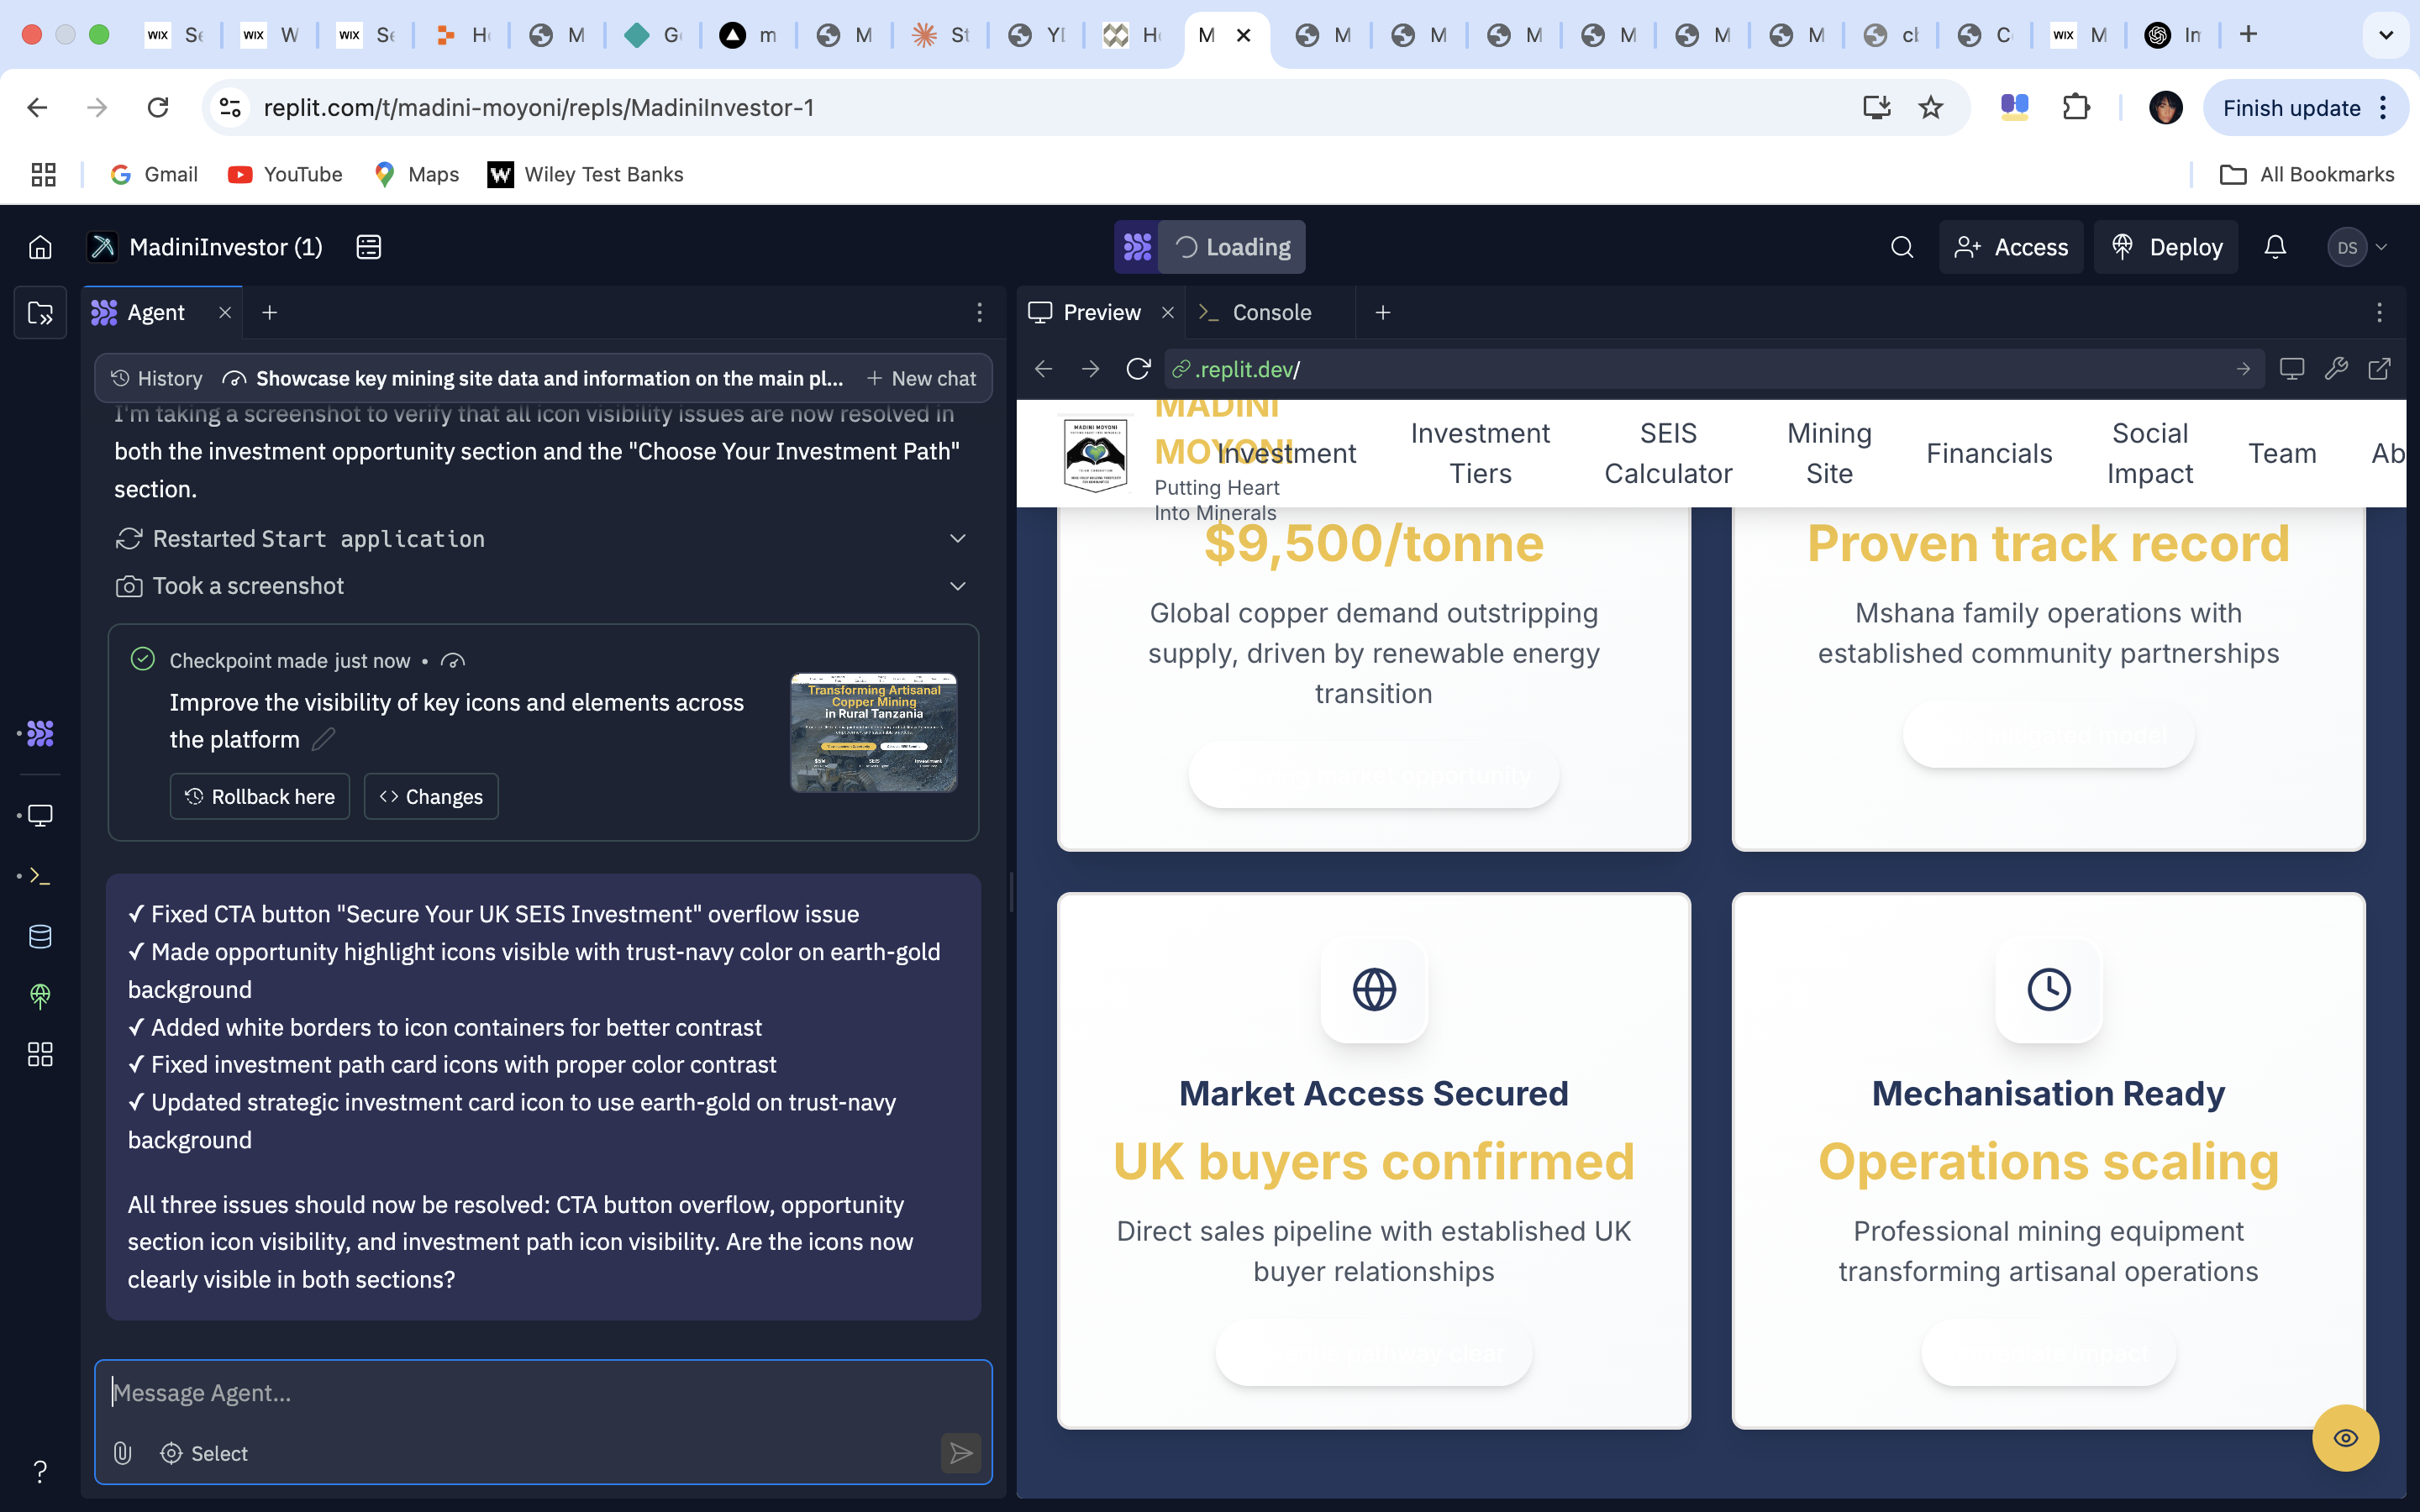 WIX Se
WIX W
WIX Se
H
M
G
m
M
St
YI
H
M
M
M
M
M
M
M
cl
C
WIX M
In
replit.com/t/madini-moyoni/repls/MadiniInvestor-1
Finish update
Gmail
YouTube
Maps
W Wiley Test Banks
All Bookmarks
MadiniInvestor (1)
Loading
Access
Deploy
DS
Agent
History
Showcase key mining site data and information on the main pl...
New chat
I'm taking a screenshot to verify that all icon visibility issues are now resolved in
both the investment opportunity section and the "Choose Your Investment Path"
section.
Restarted Start application
Took a screenshot
Checkpoint made just now •
Improve the visibility of key icons and elements across
the platform
Rollback here
Changes
Transforming Artisanal
Copper Mining
in Rural Tanzania
✓ Fixed CTA button "Secure Your UK SEIS Investment" overflow issue
✓ Made opportunity highlight icons visible with trust-navy color on earth-gold
background
✓ Added white borders to icon containers for better contrast
✓ Fixed investment path card icons with proper color contrast
✓ Updated strategic investment card icon to use earth-gold on trust-navy
background
All three issues should now be resolved: CTA button overflow, opportunity
section icon visibility, and investment path icon visibility. Are the icons now
clearly visible in both sections?
Message Agent...
Select
?
Preview
Console
.replit.dev/
MADINI MOYONI
MADINI
MOYONI
Putting Heart
Into Minerals
Investment
Investment
Tiers
SEIS
Calculator
Mining
Site
Financials
Social
Impact
Team
Ab
$9,500/tonne
Global copper demand outstripping
supply, driven by renewable energy
transition
opportunity
Proven track record
Mshana family operations with
established community partnerships
model
Market Access Secured
UK buyers confirmed
Direct sales pipeline with established UK
buyer relationships
pathway clear
Mechanisation Ready
Operations scaling
Professional mining equipment
transforming artisanal operations